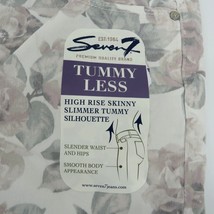 EST. 1964
Seven7
PREMIUM QUALITY DENIM
TUMMY
LESS
HIGH RISE SKINNY
SLIMMER TUMMY
SILHOUETTE
SLENDER WAIST
AND HIPS
SMOOTH BODY
APPEARANCE
www.seven7jeans.com